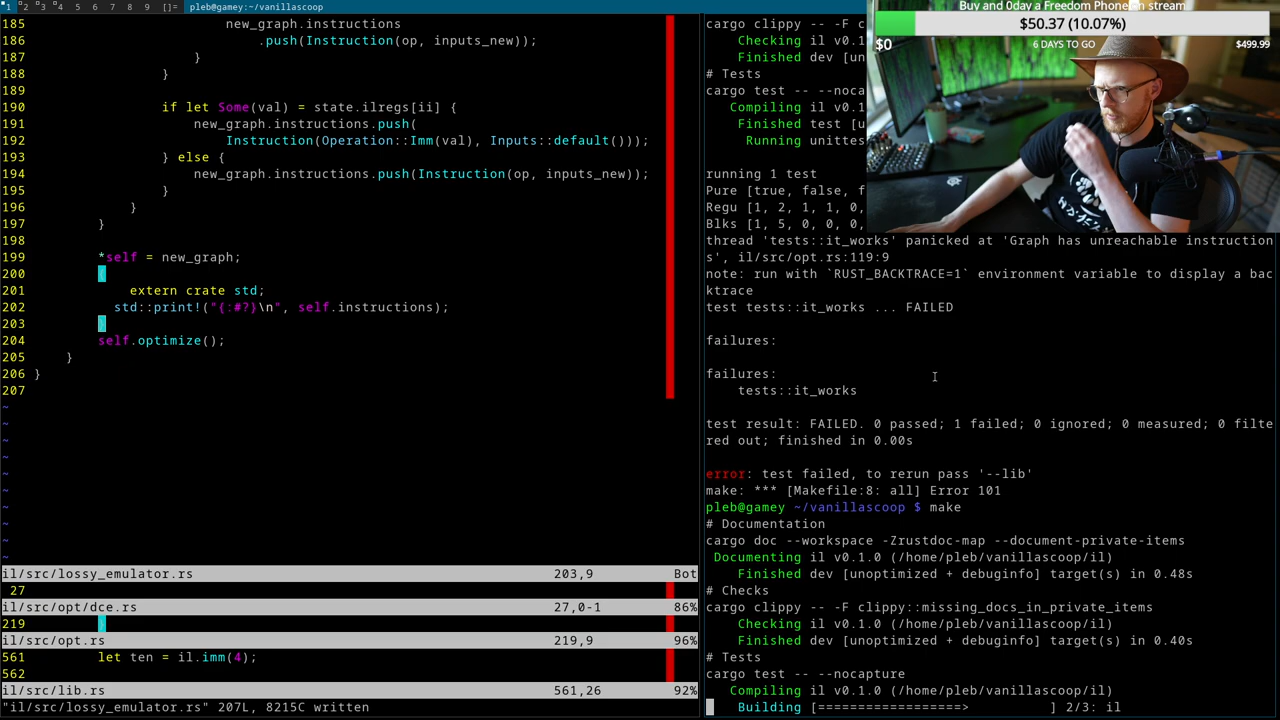 1 2 3 4 5 6 7 8 9 []= pleb@gamey:~/vanillascoop
185 new_graph.instructions
186 .push(Instruction(op, inputs_new));
187 }
188 }
189
190 if let Some(val) = state.ilregs[ii] {
191 new_graph.instructions.push(
192 Instruction(Operation::Imm(val), Inputs::default()));
193 } else {
194 new_graph.instructions.push(Instruction(op, inputs_new));
195 }
196 }
197 }
198
199 *self = new_graph;
200 {
201 extern crate std;
202 std::print!("{:#?}\n", self.instructions);
203 }
204 self.optimize();
205 }
206 }
207
~
~
~
~
~
~
~
~
~
~
il/src/lossy_emulator.rs 203,9 Bot
27
il/src/opt/dce.rs 27,0-1 86%
219 }
il/src/opt.rs 219,9 96%
561 let ten = il.imm(4);
562
il/src/lib.rs 561,26 92%
"il/src/lossy_emulator.rs" 207L, 8215C written
cargo clippy -- -F c
Checking il v0.1
Finished dev [un
# Tests
cargo test -- --noca
Compiling il v0.1
Finished test [u
Running unittes
running 1 test
Pure [true, false, f
Regu [1, 2, 1, 1, 0,
Blks [1, 5, 0, 0, 0,
thread 'tests::it_works' panicked at 'Graph has unreachable instruction
s', il/src/opt.rs:119:9
note: run with `RUST_BACKTRACE=1` environment variable to display a bac
ktrace
test tests::it_works ... FAILED
failures:
failures:
tests::it_works
test result: FAILED. 0 passed; 1 failed; 0 ignored; 0 measured; 0 filte
red out; finished in 0.00s
error: test failed, to rerun pass '--lib'
make: *** [Makefile:8: all] Error 101
pleb@gamey ~/vanillascoop $ make
# Documentation
cargo doc --workspace -Zrustdoc-map --document-private-items
Documenting il v0.1.0 (/home/pleb/vanillascoop/il)
Finished dev [unoptimized + debuginfo] target(s) in 0.48s
# Checks
cargo clippy -- -F clippy::missing_docs_in_private_items
Checking il v0.1.0 (/home/pleb/vanillascoop/il)
Finished dev [unoptimized + debuginfo] target(s) in 0.40s
# Tests
cargo test -- --nocapture
Compiling il v0.1.0 (/home/pleb/vanillascoop/il)
Building [==================> ] 2/3: il
Buy and 0day a Freedom Phone on stream
$50.37 (10.07%)
$0 6 DAYS TO GO $499.99